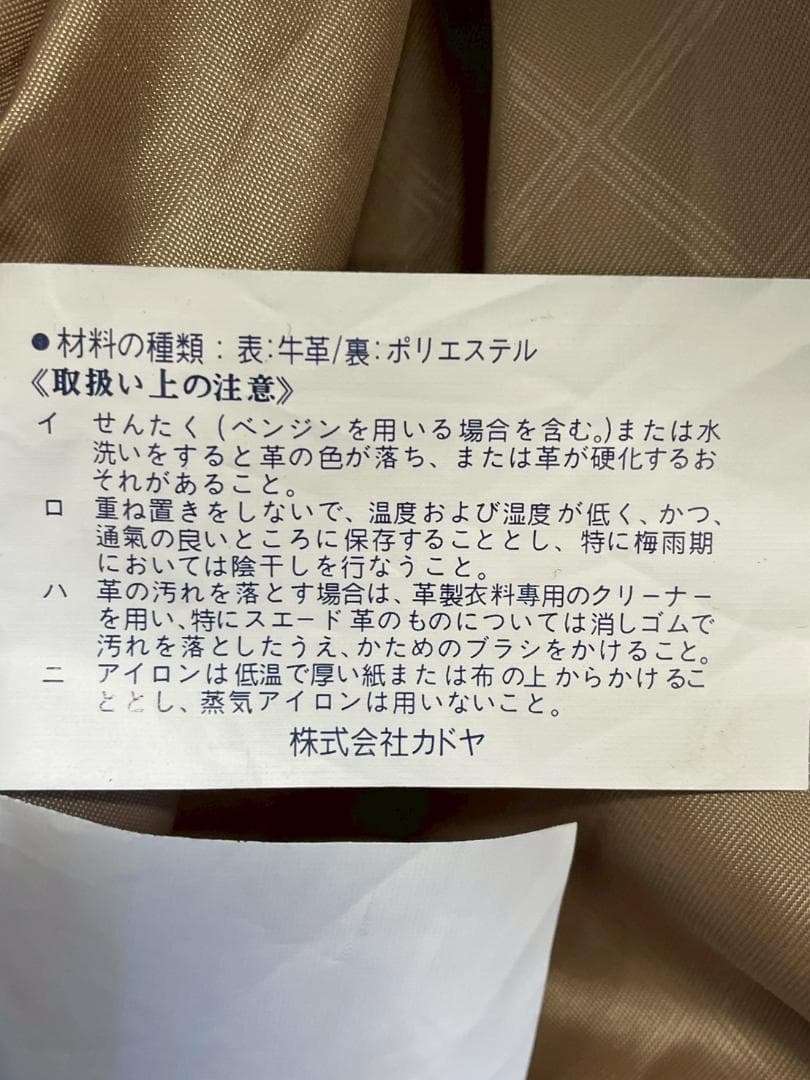 ●材料の種類：表：牛革/裏：ポリエステル
《取扱い上の注意》
イ せんたく(ベンジンを用いる場合を含む。)または水
洗いをすると革の色が落ち、または革が硬化するお
それがあること。
ロ 重ね置きをしないで、温度および湿度が低く、かつ、
通氣の良いところに保存することとし、特に梅雨期
においては陰干しを行なうこと。
ハ 革の汚れを落とす場合は、革製衣料専用のクリーナー
を用い、特にスエード革のものについては消しゴムで
汚れを落としたうえ、かためのブラシをかけること。
ニ アイロンは低温で厚い紙または布の上からかけるこ
ととし、蒸気アイロンは用いないこと。
株式会社カドヤ